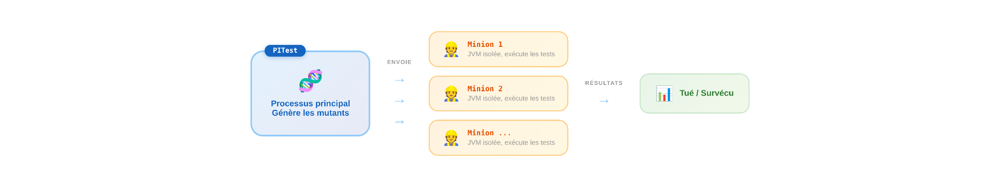 PITest
Processus principal
Génère les mutants
ENVOIE
→
→
→
Minion 1
JVM isolée, exécute les tests
Minion 2
JVM isolée, exécute les tests
Minion ...
JVM isolée, exécute les tests
RÉSULTATS
→
Tué / Survécu